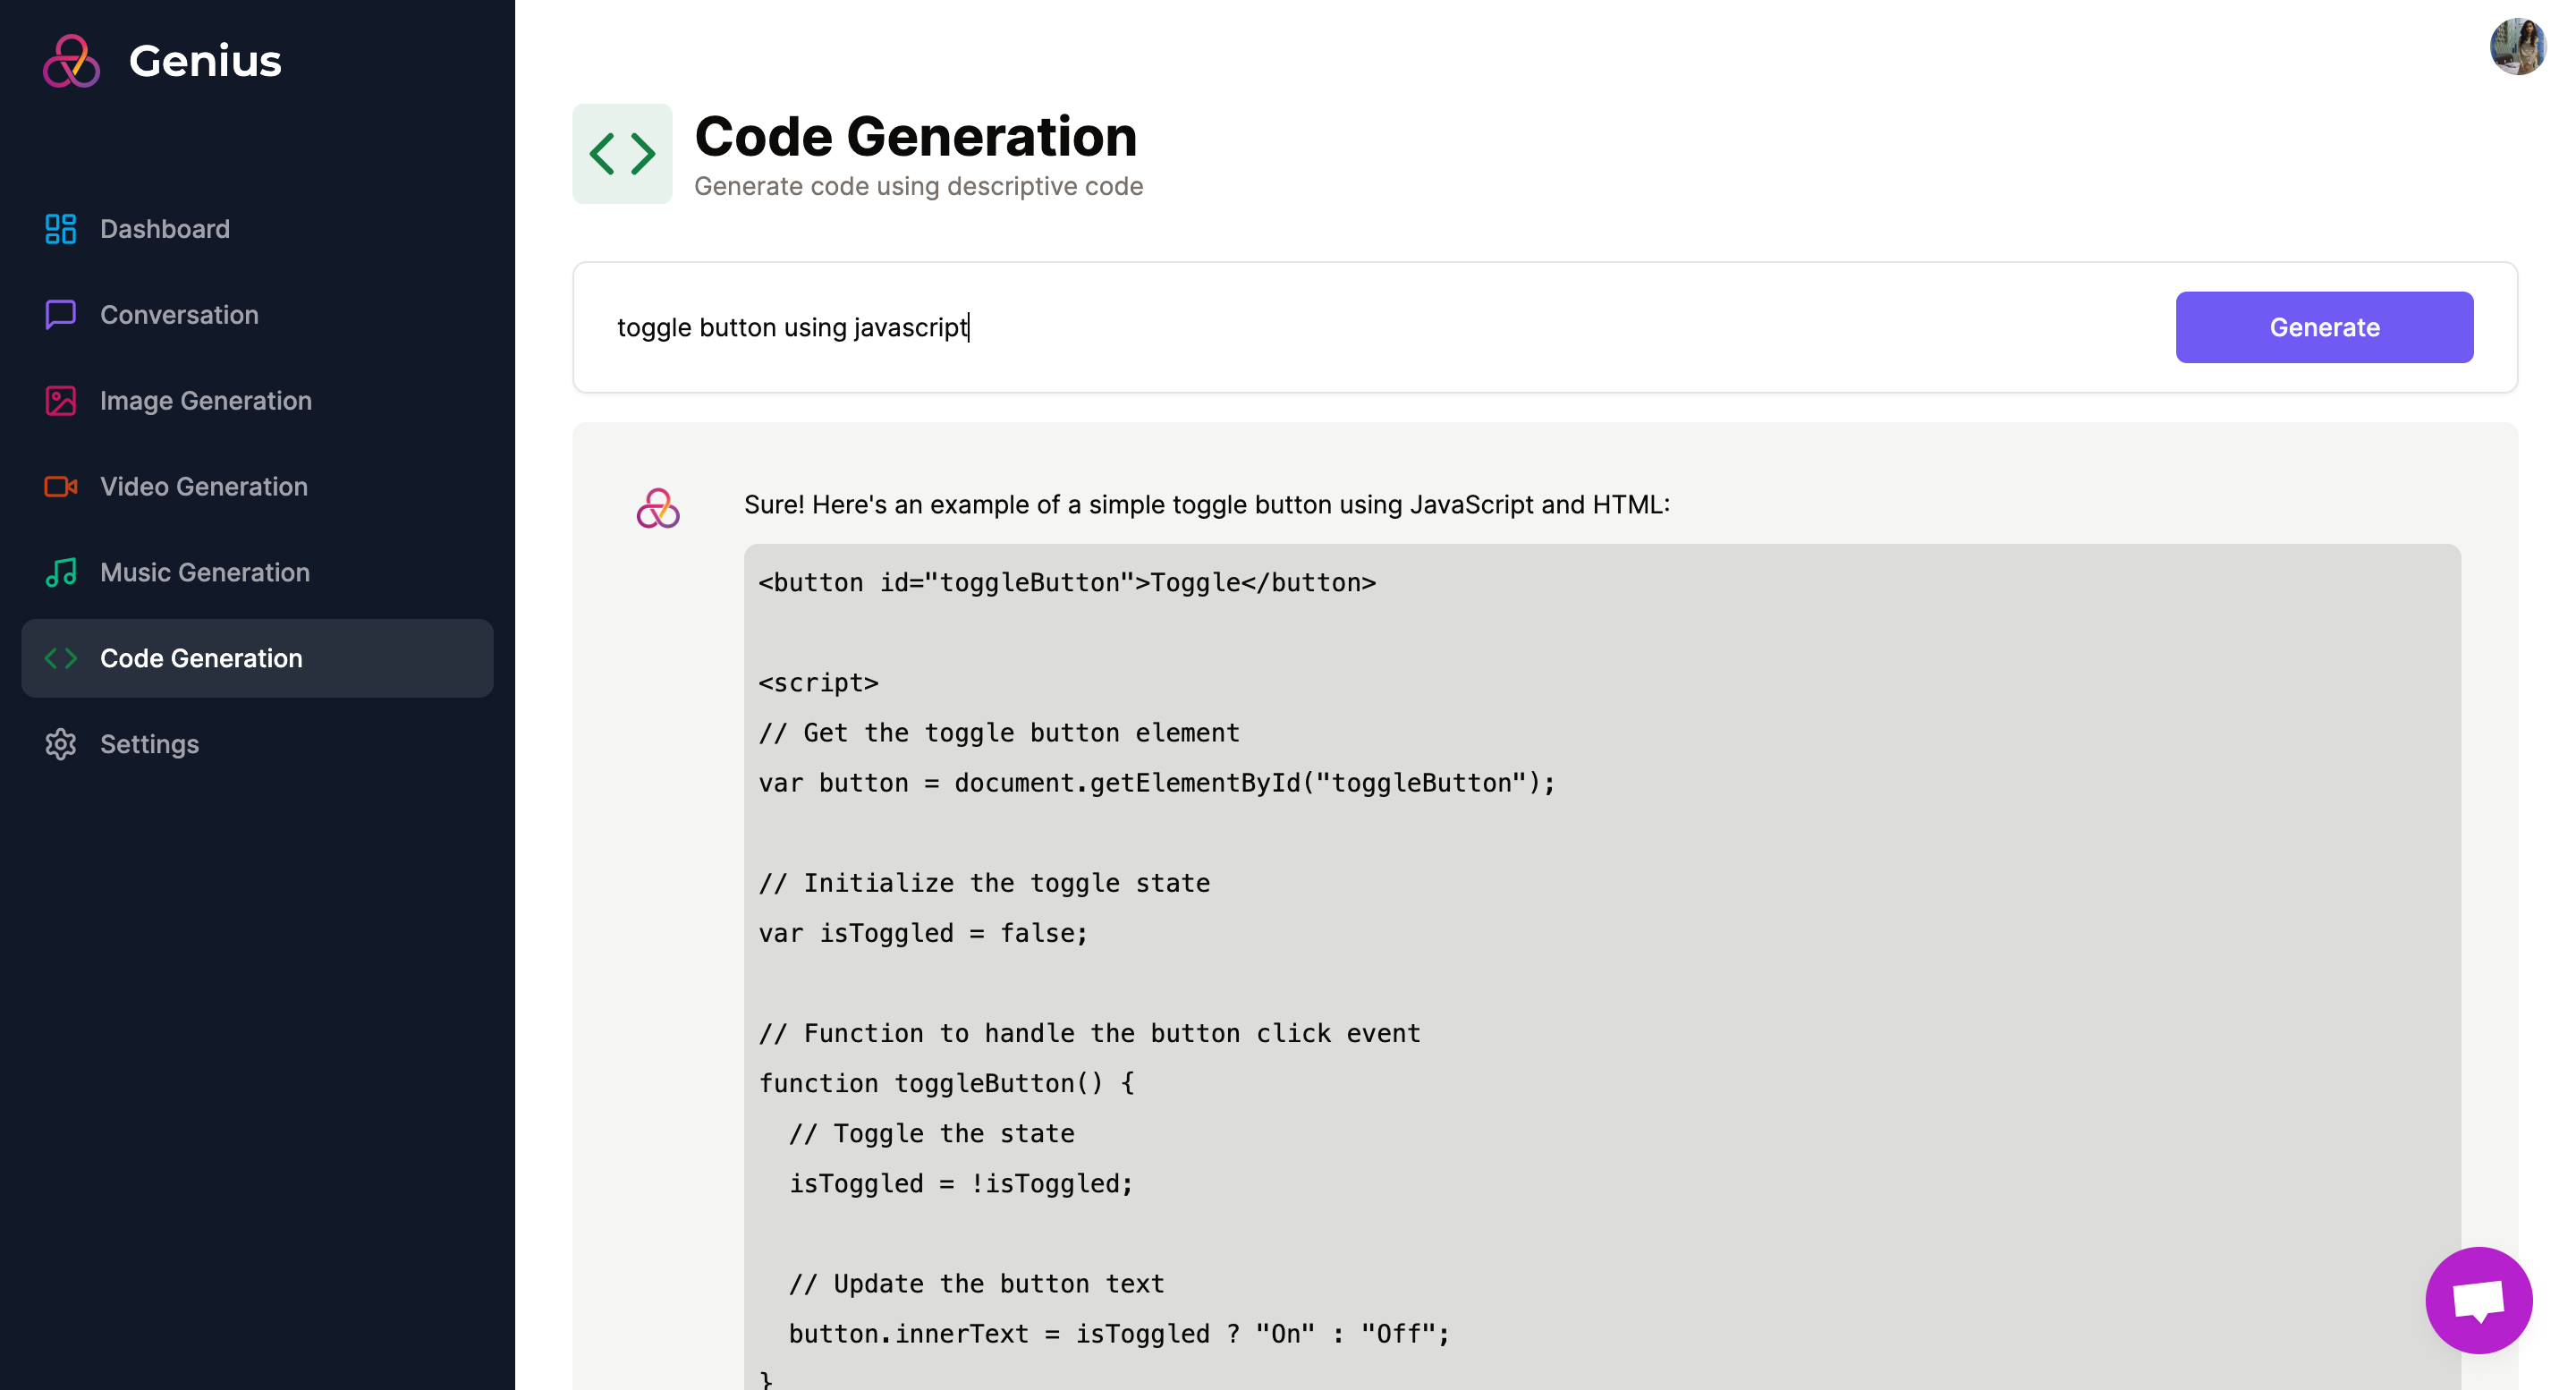 Genius
Dashboard
Conversation
Image Generation
Video Generation
Music Generation
Code Generation
Settings
Code Generation
Generate code using descriptive code
toggle button using javascript
Generate
Sure! Here's an example of a simple toggle button using JavaScript and HTML:
<button id="toggleButton">Toggle</button>
<script>
// Get the toggle button element
var button = document.getElementById("toggleButton");
// Initialize the toggle state
var isToggled = false;
// Function to handle the button click event
function toggleButton() {
  // Toggle the state
  isToggled = !isToggled;
  // Update the button text
  button.innerText = isToggled ? "On" : "Off";
}